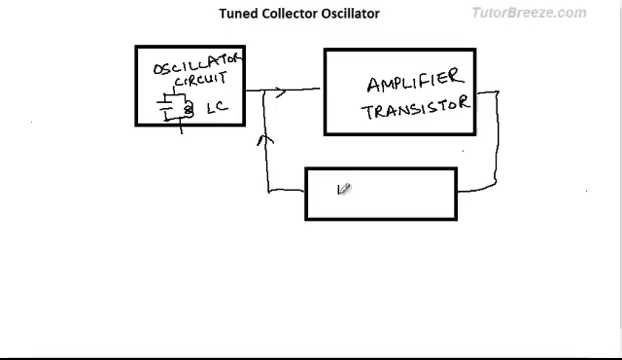 Tuned Collector Oscillator
TutorBreeze.com
OSCILLATOR
CIRCUIT
LC
AMPLIFIER
TRANSISTOR